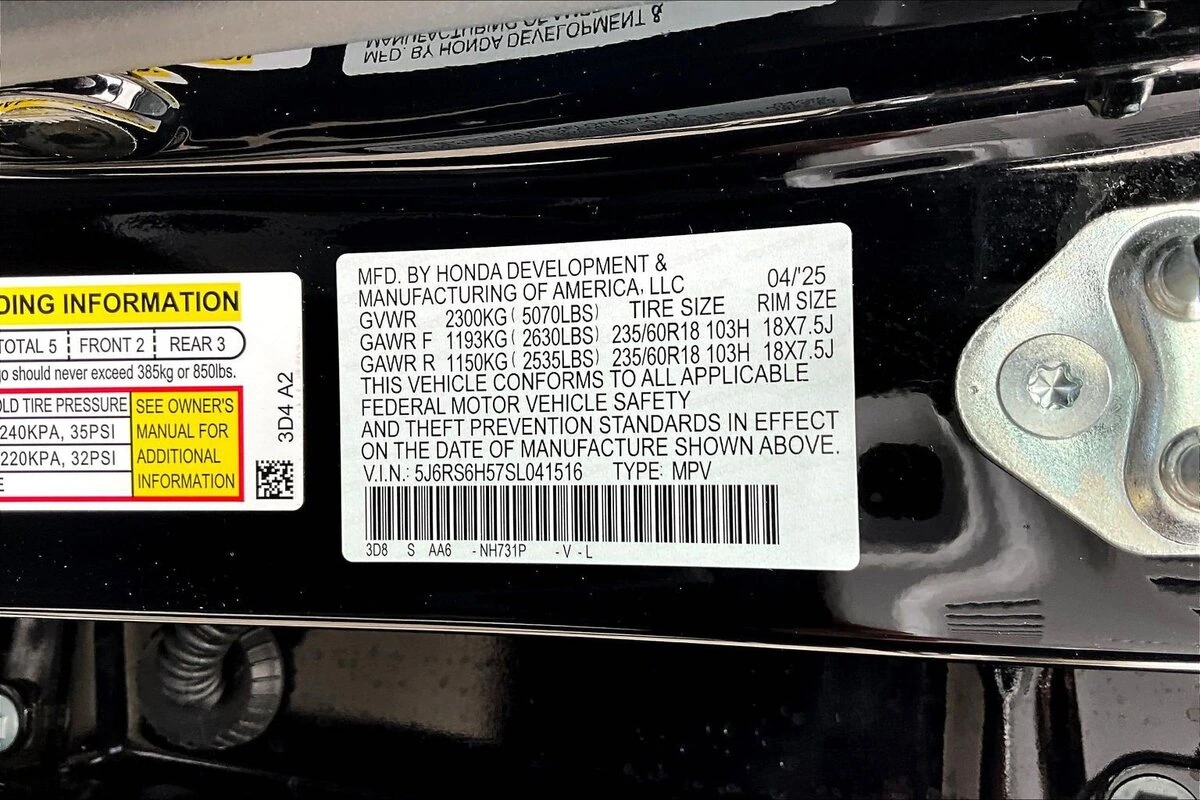 DING INFORMATION
TOTAL 5 FRONT 2 REAR 3
go should never exceed 385kg or 850lbs.
OLD TIRE PRESSURE
240KPA, 35PSI
220KPA, 32PSI
SEE OWNER'S
MANUAL FOR
ADDITIONAL
INFORMATION
3D4 A2
MFD. BY HONDA DEVELOPMENT &
MANUFACTURING OF AMERICA, LLC 04/'25
GVWR 2300KG ( 5070LBS) TIRE SIZE RIM SIZE
GAWR F 1193KG ( 2630LBS) 235/60R18 103H 18X7.5J
GAWR R 1150KG ( 2535LBS) 235/60R18 103H 18X7.5J
THIS VEHICLE CONFORMS TO ALL APPLICABLE
FEDERAL MOTOR VEHICLE SAFETY
AND THEFT PREVENTION STANDARDS IN EFFECT
ON THE DATE OF MANUFACTURE SHOWN ABOVE.
V.I.N.: 5J6RS6H57SL041516 TYPE: MPV
3D8 S AA6 -NH731P -V -L